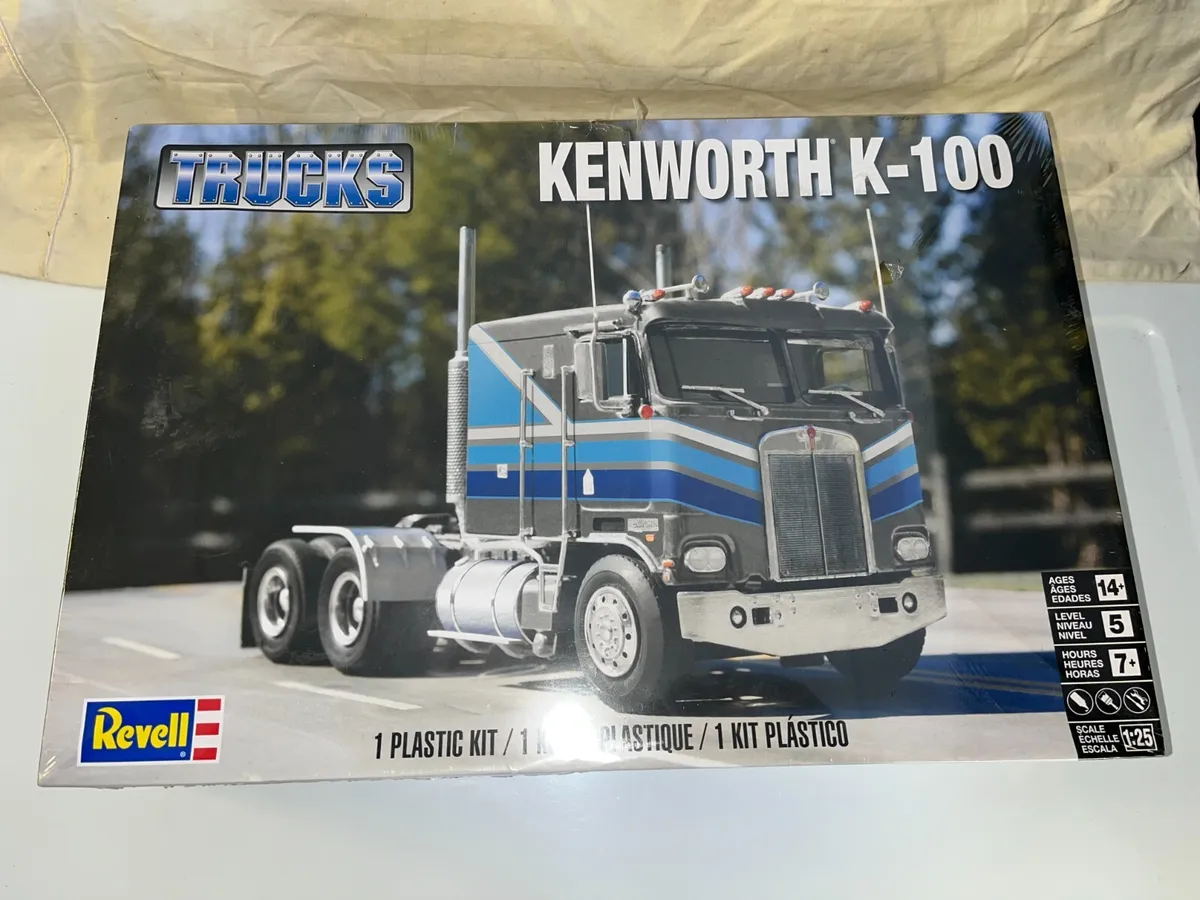 TRUCKS
KENWORTH® K-100
AGES
ÂGES
EDADES
14+
LEVEL
NIVEAU
NIVEL
5
HOURS
HEURES
HORAS
7+
SCALE
ÉCHELLE
ESCALA
1:25
Revell®
1 PLASTIC KIT / 1 PLASTIQUE / 1 KIT PLÁSTICO